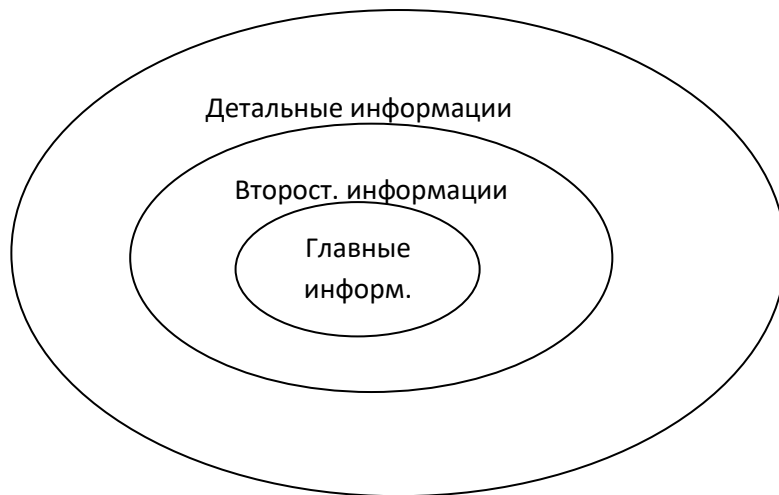 Детальные информации
Второст. информации
Главные
информ.